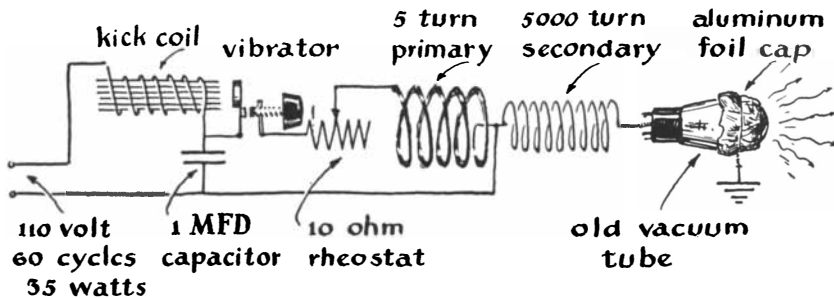 kick coil
vibrator
5 turn
primary
5000 turn
secondary
aluminum
foil cap
110 volt
60 cycles
35 watts
1 MFD
capacitor
10 ohm
rheostat
old vacuum
tube